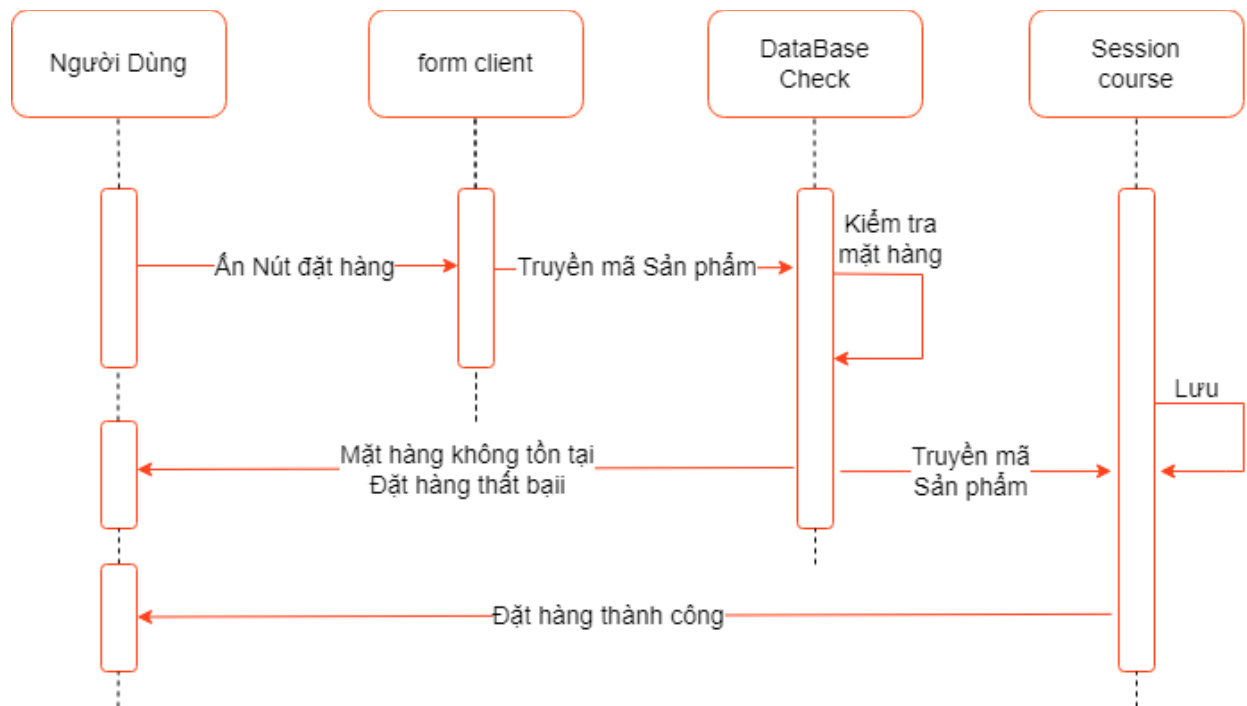 Người Dùng
form client
DataBase
Check
Session
course
Ấn Nút đặt hàng
Truyền mã Sản phẩm
Kiểm tra
mặt hàng
Lưu
Mặt hàng không tồn tại
Đặt hàng thất bạii
Truyền mã
Sản phẩm
Đặt hàng thành công